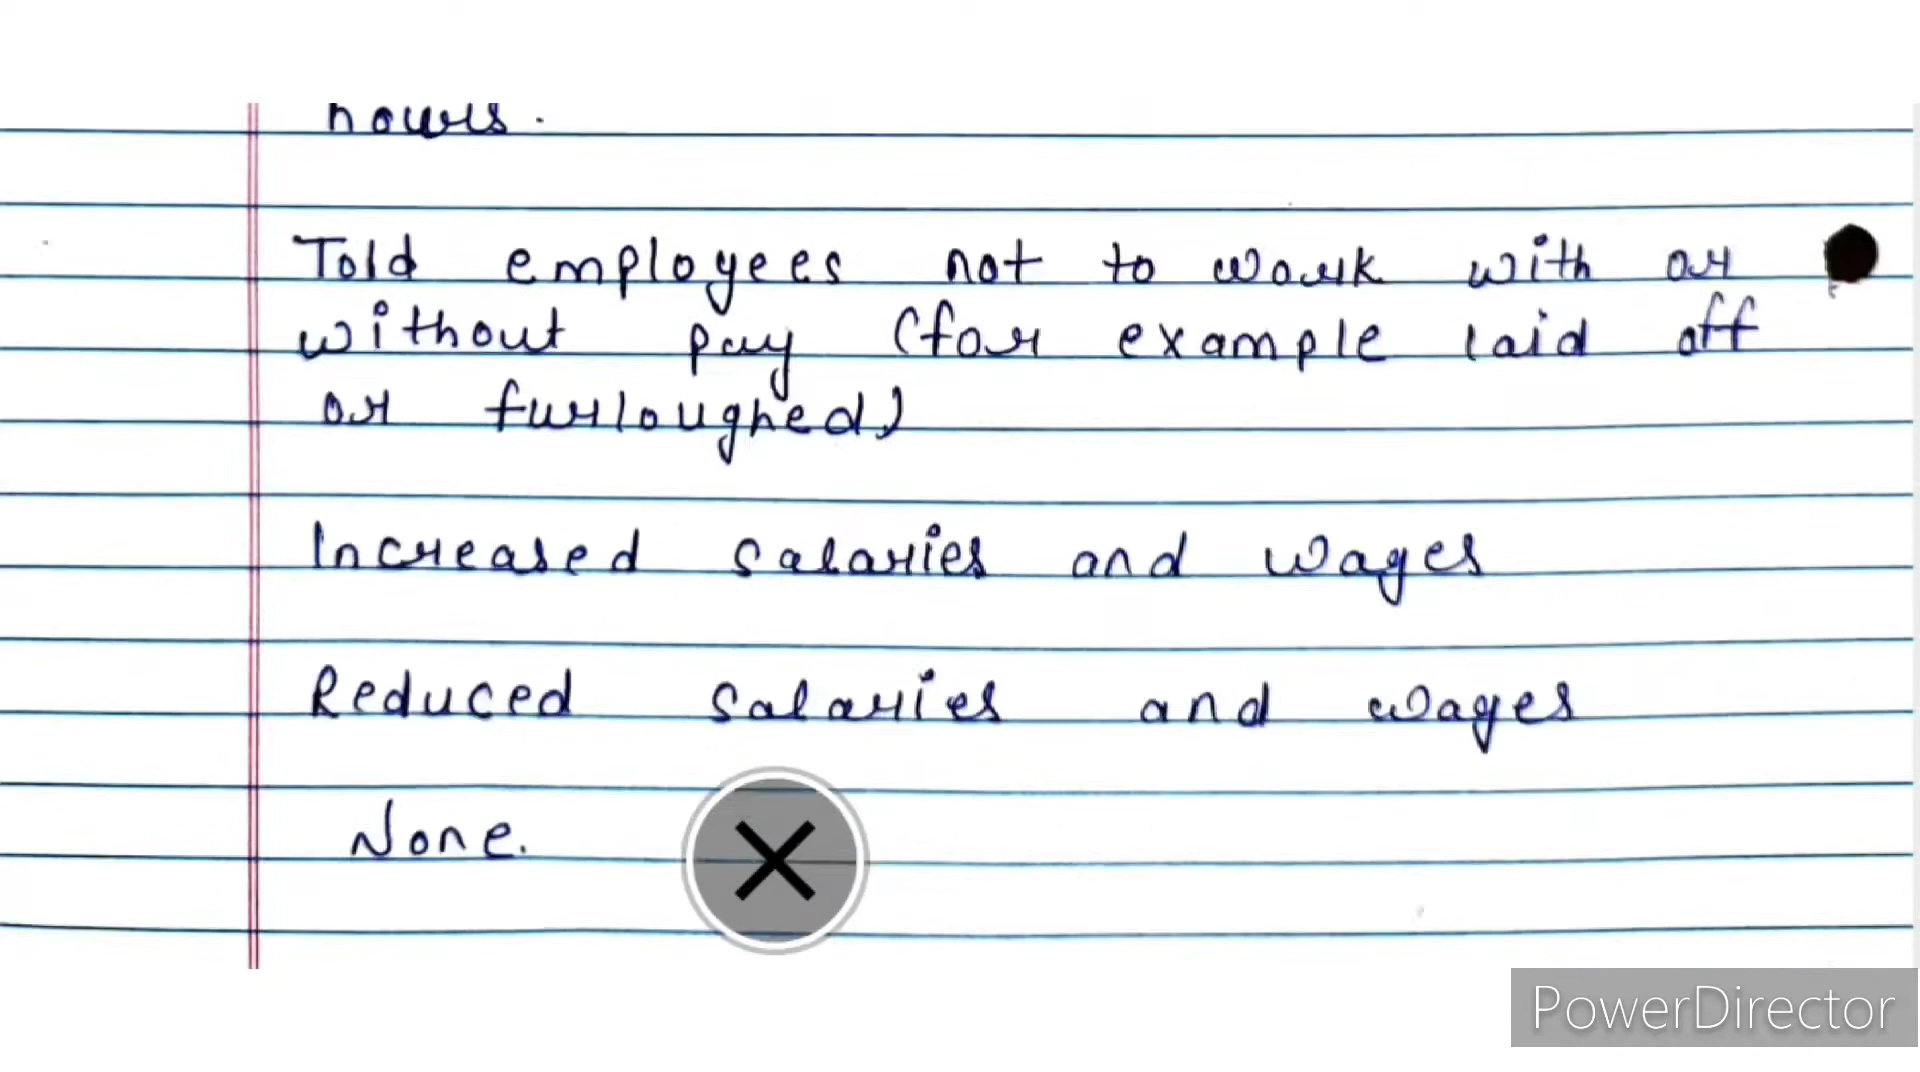 hours.
Told employees not to work with or
without pay (for example laid off
or furloughed)
Increased salaries and wages
Reduced salaries and wages
None.
PowerDirector